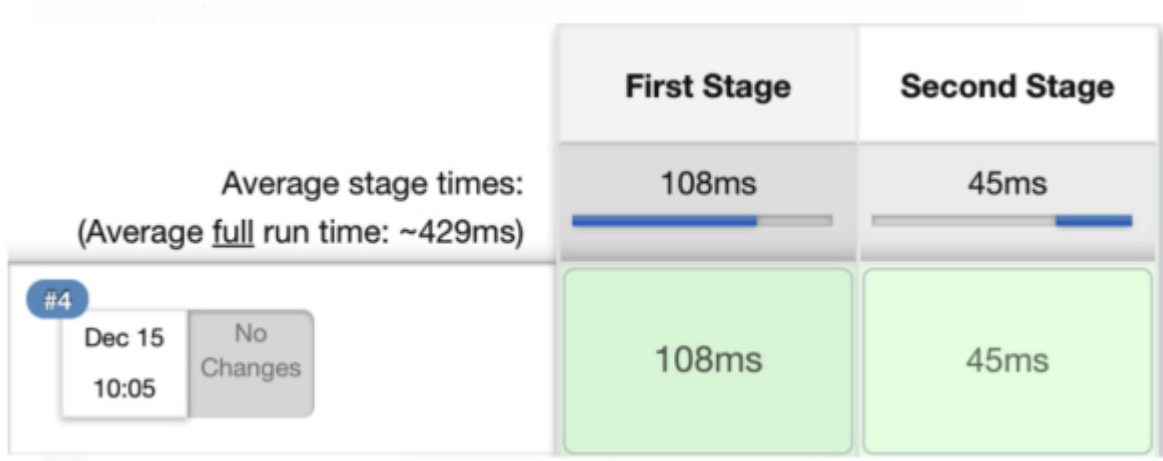 First Stage
Second Stage
Average stage times:
108ms
45ms
(Average full run time: ~429ms)
#4
Dec 15
No
Changes
10:05
108ms
45ms